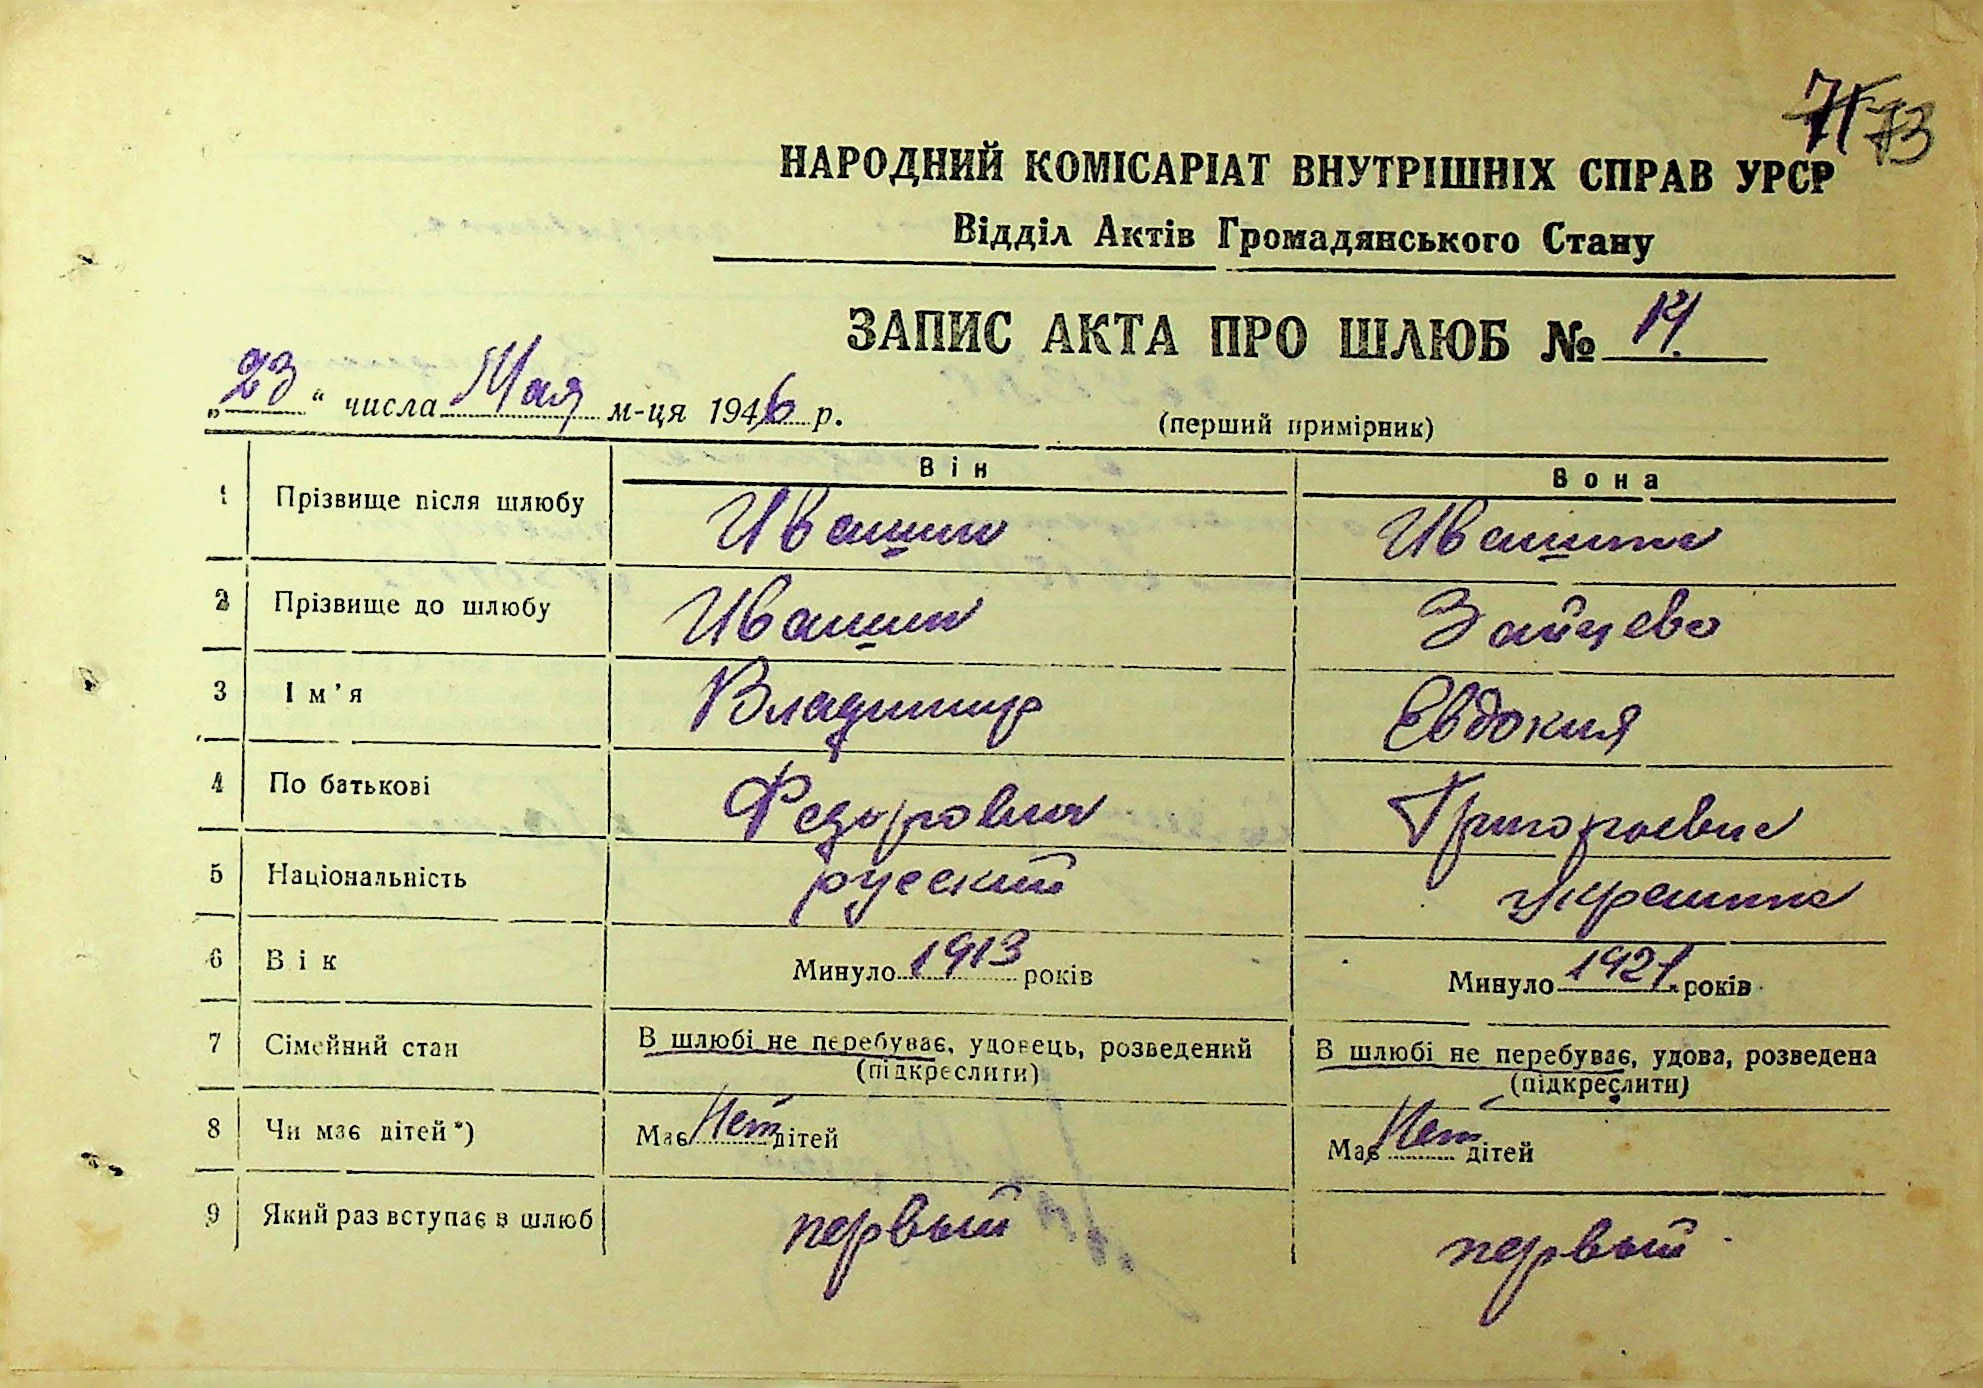 73
НАРОДНИЙ КОМІСАРІАТ ВНУТРІШНІХ СПРАВ УРСР
Відділ Актів Громадянського Стану
ЗАПИС АКТА ПРО ШЛЮБ № 14.
„23“ числа Мая м-ця 1946 р.
(перший примірник)
Він Вона
1 Прізвище після шлюбу Ивашин Ивашина
2 Прізвище до шлюбу Ивашин Зайцева
3 Ім’я Владимир Евдокия
4 По батькові Федорович Григорьевна
5 Національність русский украинка
6 Вік Минуло 1913 років Минуло 1921. років
7 Сімейний стан В шлюбі не перебуває, удовець, розведений В шлюбі не перебуває, удова, розведена
(підкреслити) (підкреслити)
8 Чи має дітей*) Має Нет дітей Має Нет дітей
9 Який раз вступає в шлюб первый первый